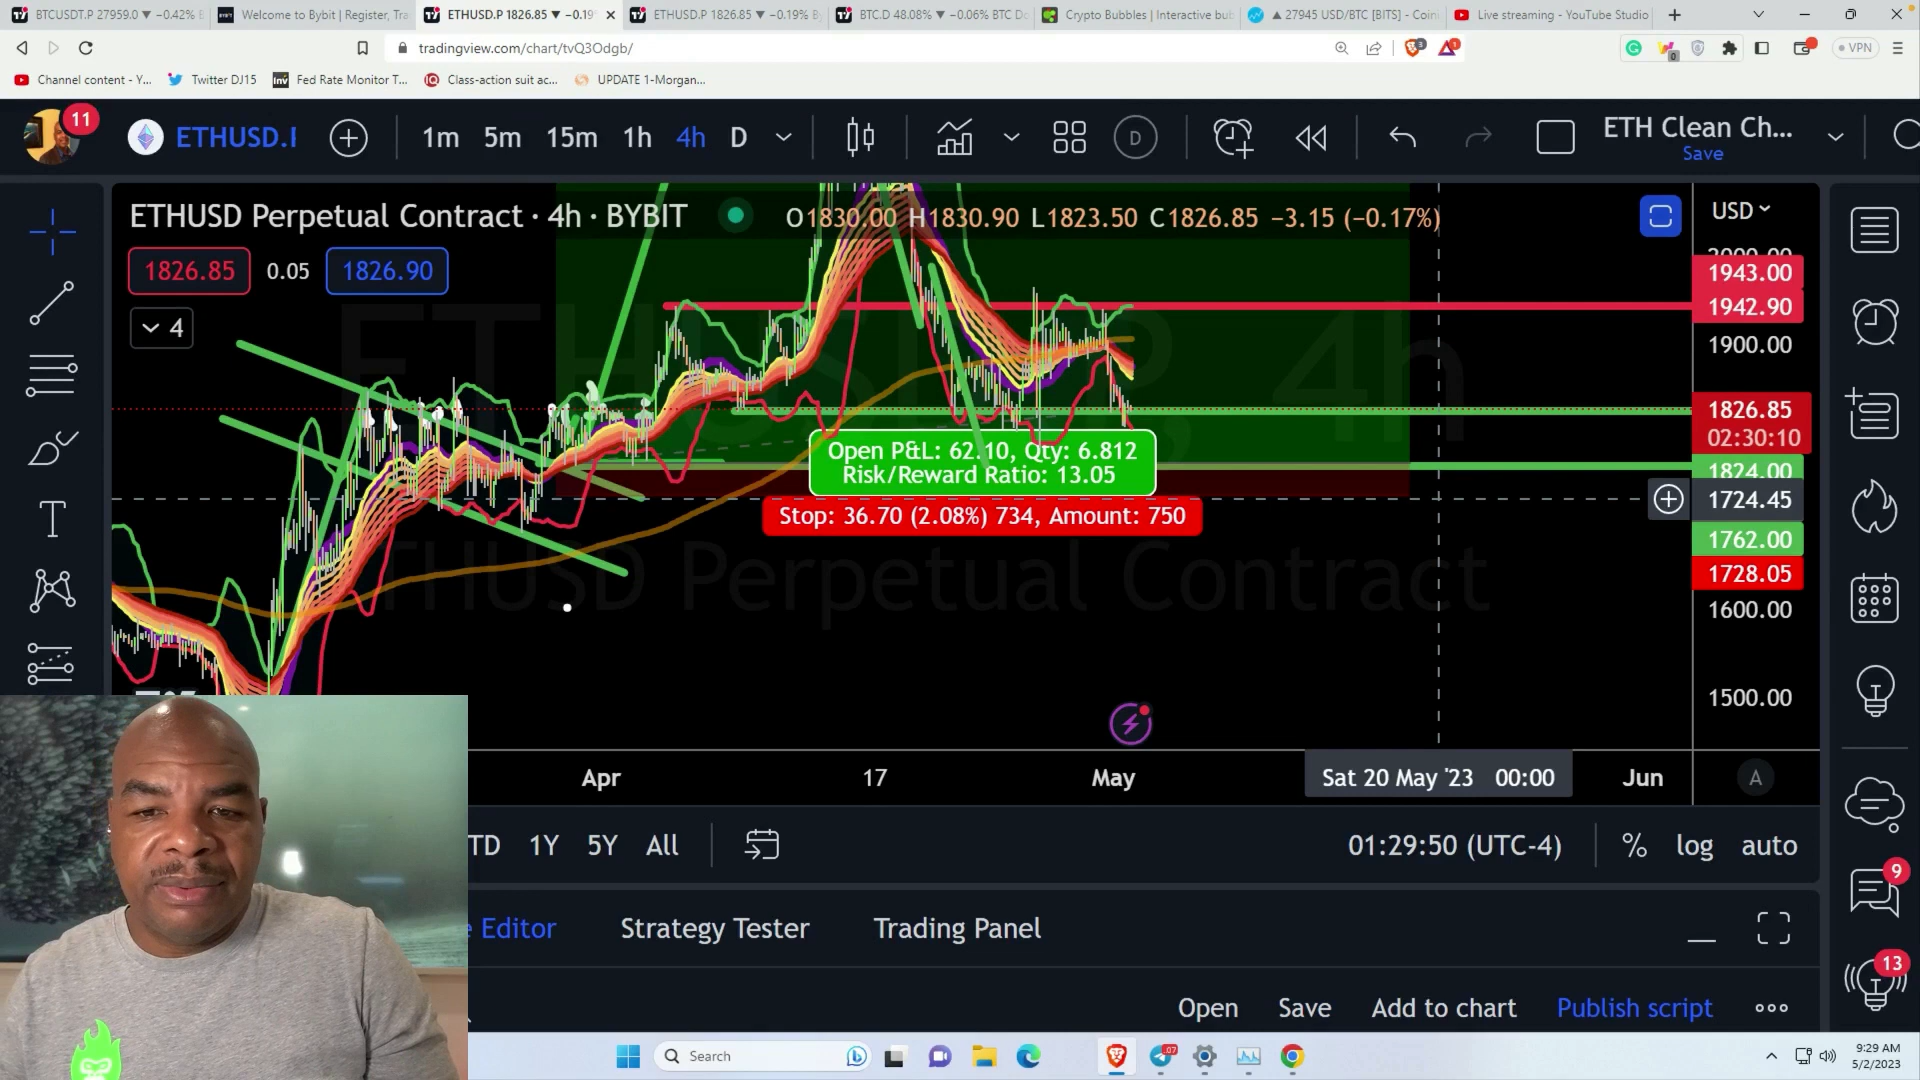 BTCUSDT.P 27959.0 ▼ −0.42%
Welcome to Bybit | Register, Tra
ETHUSD.P 1826.85 ▼ −0.19
ETHUSD.P 1826.85 ▼ −0.19% By
BTC.D 48.08% ▼ −0.06% BTC Do
Crypto Bubbles | Interactive bub
▲ 27945 USD/BTC [BITS] - Coin
Live streaming - YouTube Studio
tradingview.com/chart/tvQ3Odgb/
VPN
Channel content - Y...
Twitter DJ15
Fed Rate Monitor T...
Class-action suit ac...
UPDATE 1-Morgan...
11
ETHUSD.P
1m 5m 15m 1h 4h D
D
ETH Clean Ch...
Save
ETHUSD Perpetual Contract · 4h · BYBIT
O1830.00 H1830.90 L1823.50 C1826.85 −3.15 (−0.17%)
USD
1826.85
0.05
1826.90
4
2000.00
1943.00
1942.90
1900.00
1826.85
02:30:10
1824.00
1724.45
1762.00
1728.05
1600.00
1500.00
Open P&L: 62.10, Qty: 6.812
Risk/Reward Ratio: 13.05
Stop: 36.70 (2.08%) 734, Amount: 750
ETHUSD.P, 4h
ETHUSD Perpetual Contract
Apr
17
May
Sat 20 May '23 00:00
Jun
A
TD 1Y 5Y All
01:29:50 (UTC-4)
% log auto
Editor
Strategy Tester
Trading Panel
9
13
Open
Save
Add to chart
Publish script
Search
9:29 AM
5/2/2023